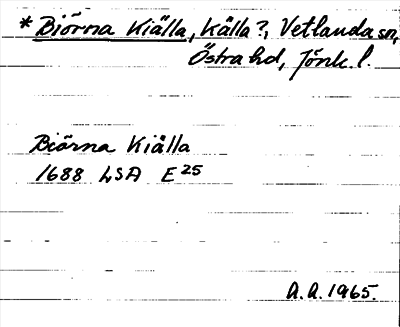 * Biörna Kiälla, Källa?, Vetlanda sn,
Östra hd, Jönk. l.
Biörna Kiälla
1688 LSA E25
A.A. 1965.